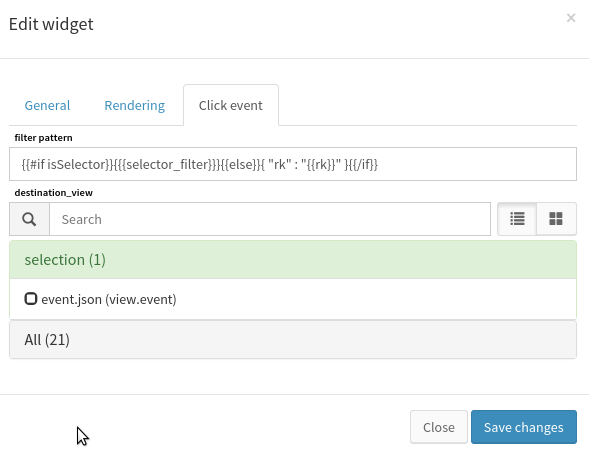 Edit widget
×
General Rendering Click event
filter pattern
{{#if isSelector}}{{{selector_filter}}}{{else}}{ "rk" : "{{rk}}" }{{/if}}
destination_view
Search
selection (1)
event.json (view.event)
All (21)
Close Save changes